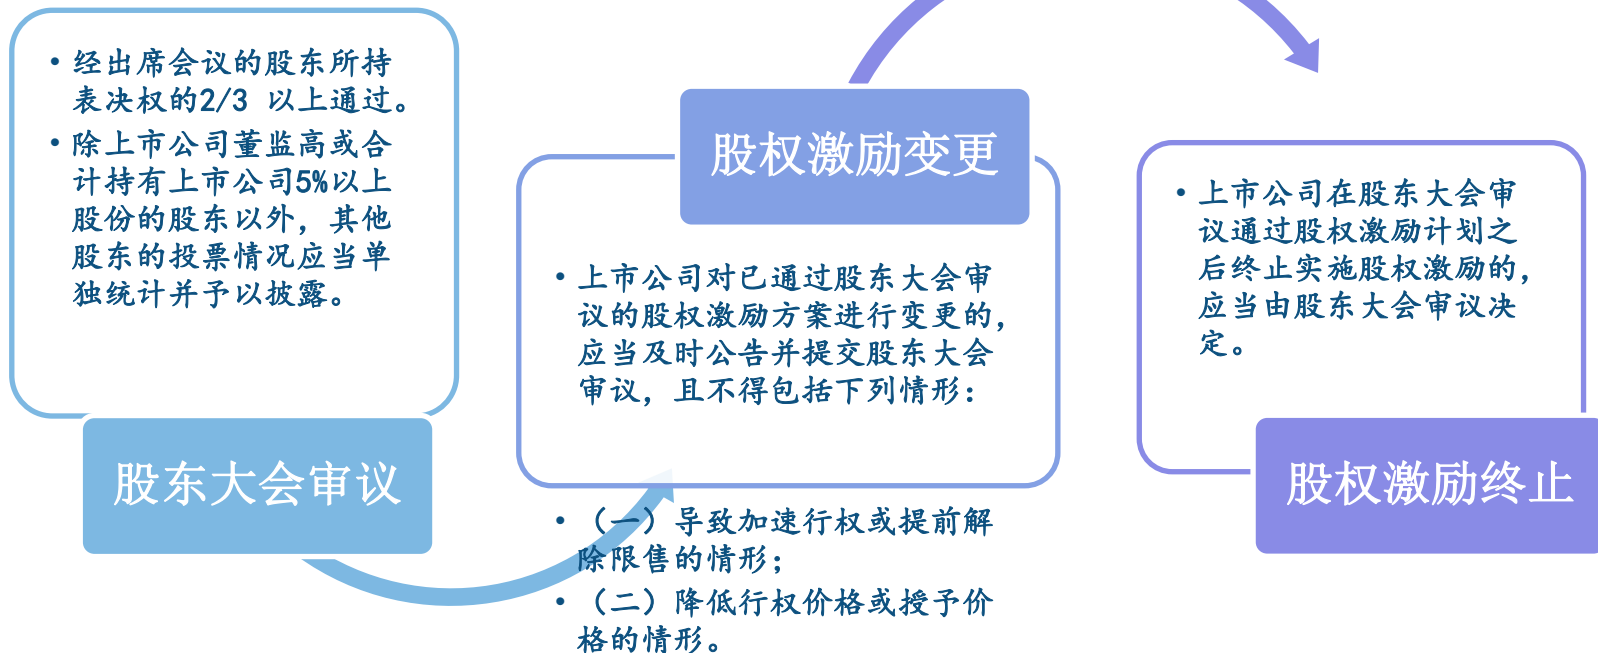 • 经出席会议的股东所持
表决权的2/3 以上通过。
• 除上市公司董监高或合
计持有上市公司5%以上
股份的股东以外，其他
股东的投票情况应当单
独统计并予以披露。
股东大会审议
股权激励变更
• 上市公司对已通过股东大会审
议的股权激励方案进行变更的，
应当及时公告并提交股东大会
审议，且不得包括下列情形：
• （一）导致加速行权或提前解
除限售的情形；
• （二）降低行权价格或授予价
格的情形。
• 上市公司在股东大会审
议通过股权激励计划之
后终止实施股权激励的，
应当由股东大会审议决
定。
股权激励终止